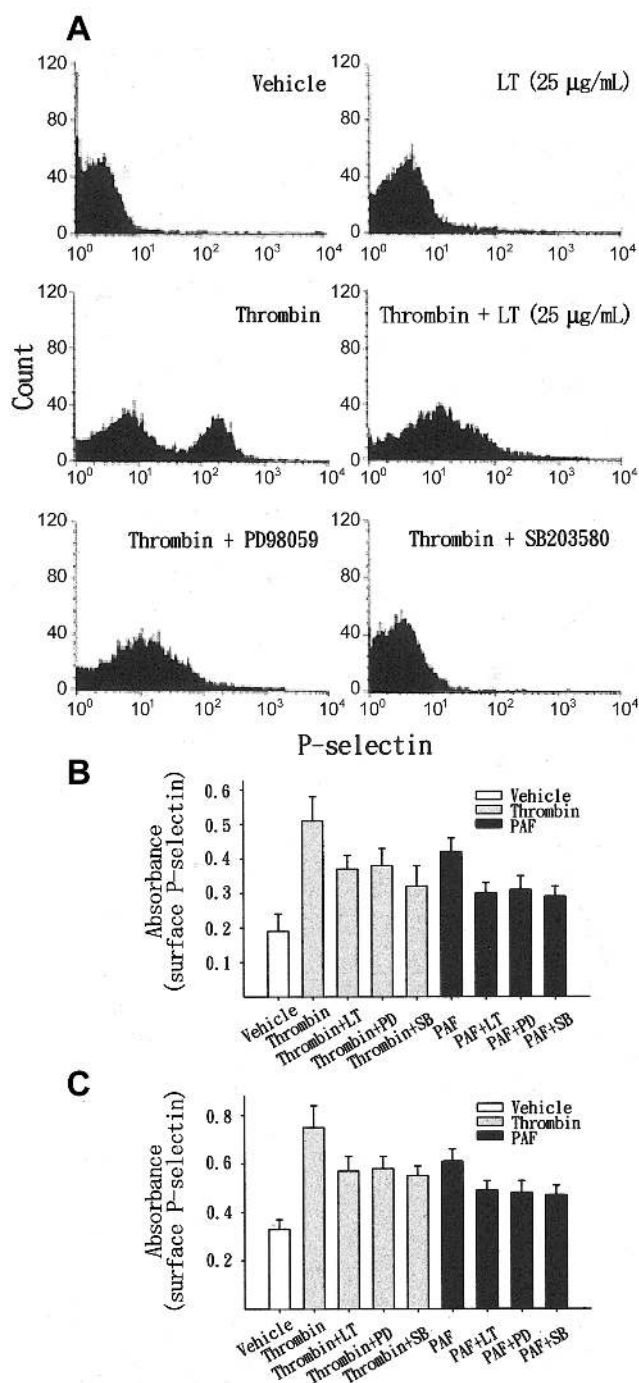 A
120
80
40
0
Vehicle
10⁰ 10¹ 10² 10³ 10⁴
120
80
40
0
LT (25 µg/mL)
10⁰ 10¹ 10² 10³ 10⁴
Count
120
80
40
0
Thrombin
10⁰ 10¹ 10² 10³ 10⁴
120
80
40
0
Thrombin + LT (25 µg/mL)
10⁰ 10¹ 10² 10³ 10⁴
120
80
40
0
Thrombin + PD98059
10⁰ 10¹ 10² 10³ 10⁴
120
80
40
0
Thrombin + SB203580
10⁰ 10¹ 10² 10³ 10⁴
P-selectin
B
Absorbance
(surface P-selectin)
0.6
0.5
0.4
0.3
0.2
0.1
Vehicle
Thrombin
PAF
Vehicle
Thrombin
Thrombin+LT
Thrombin+PD
Thrombin+SB
PAF
PAF+LT
PAF+PD
PAF+SB
C
Absorbance
(surface P-selectin)
0.8
0.6
0.4
0.2
Vehicle
Thrombin
PAF
Vehicle
Thrombin
Thrombin+LT
Thrombin+PD
Thrombin+SB
PAF
PAF+LT
PAF+PD
PAF+SB